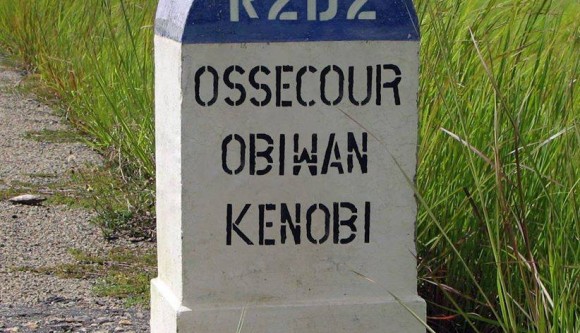 R2D2
OSSECOUR
OBIWAN
KENOBI